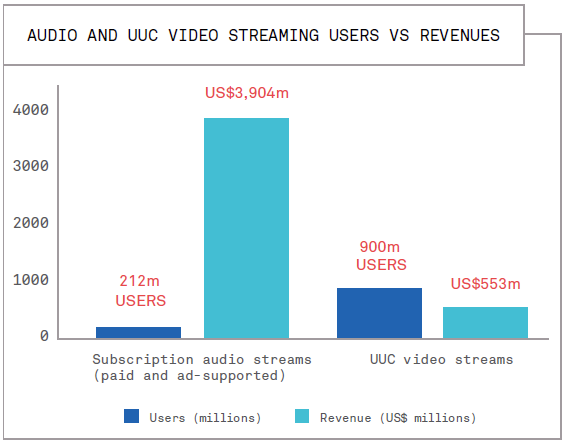 AUDIO AND UUC VIDEO STREAMING USERS VS REVENUES
US$3,904m
4000
3000
2000
900m
USERS
212m
USERS
US$553m
1000
0
Subscription audio streams
(paid and ad-supported)
UUC video streams
Users (millions)
Revenue (US$ millions)